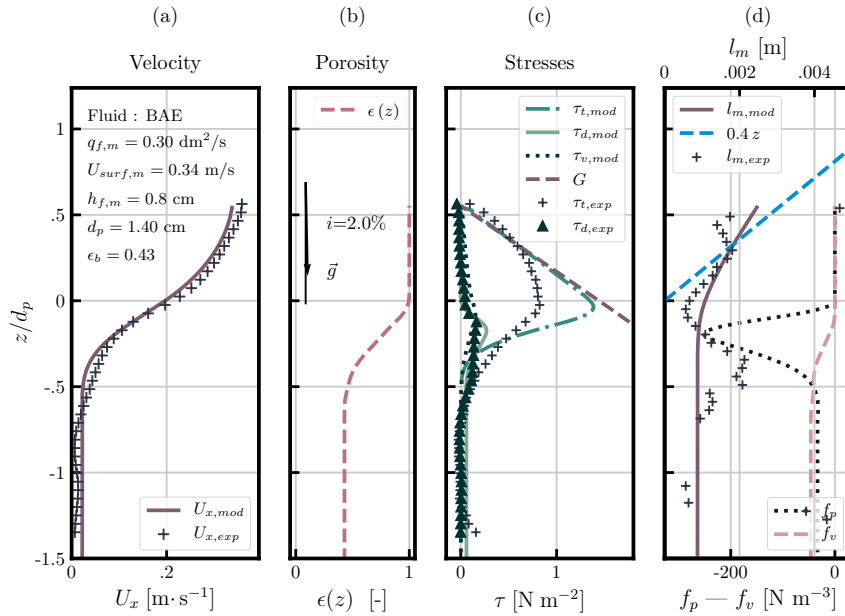 (a) (b) (c) (d)
l_m [m]
0 .002 .004
Velocity Porosity Stresses
Fluid : BAE
q_{f,m} = 0.30 dm²/s
U_{surf,m} = 0.34 m/s
h_{f,m} = 0.8 cm
d_p = 1.40 cm
ϵ_b = 0.43
ϵ(z)
i=2.0%
g⃗
τ_{t,mod}
τ_{d,mod}
τ_{v,mod}
G
τ_{t,exp}
τ_{d,exp}
l_{m,mod}
0.4 z
l_{m,exp}
z/d_p
1
.5
0
-.5
-1
-1.5
U_{x,mod}
U_{x,exp}
f_p
f_v
0 .2
0 1
0 1
-200 0
U_x [m·s⁻¹]
ϵ(z) [-]
τ [N m⁻²]
f_p — f_v [N m⁻³]